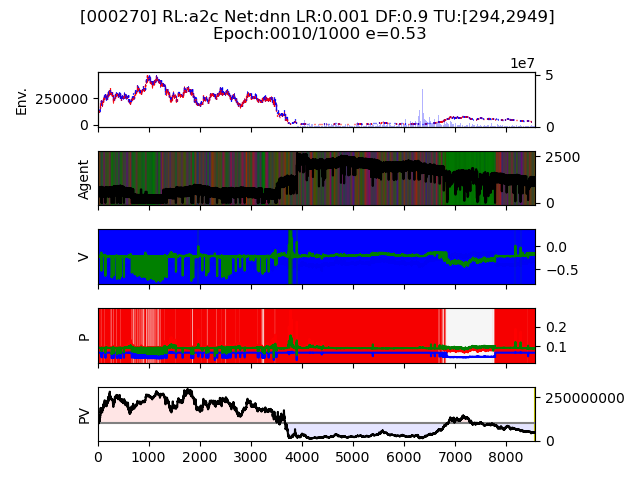 [000270] RL:a2c Net:dnn LR:0.001 DF:0.9 TU:[294,2949]
Epoch:0010/1000 e=0.53
Env.
250000
0
1e7
5
0
Agent
2500
0
V
0.0
−0.5
P
0.2
0.1
PV
250000000
0
0 1000 2000 3000 4000 5000 6000 7000 8000